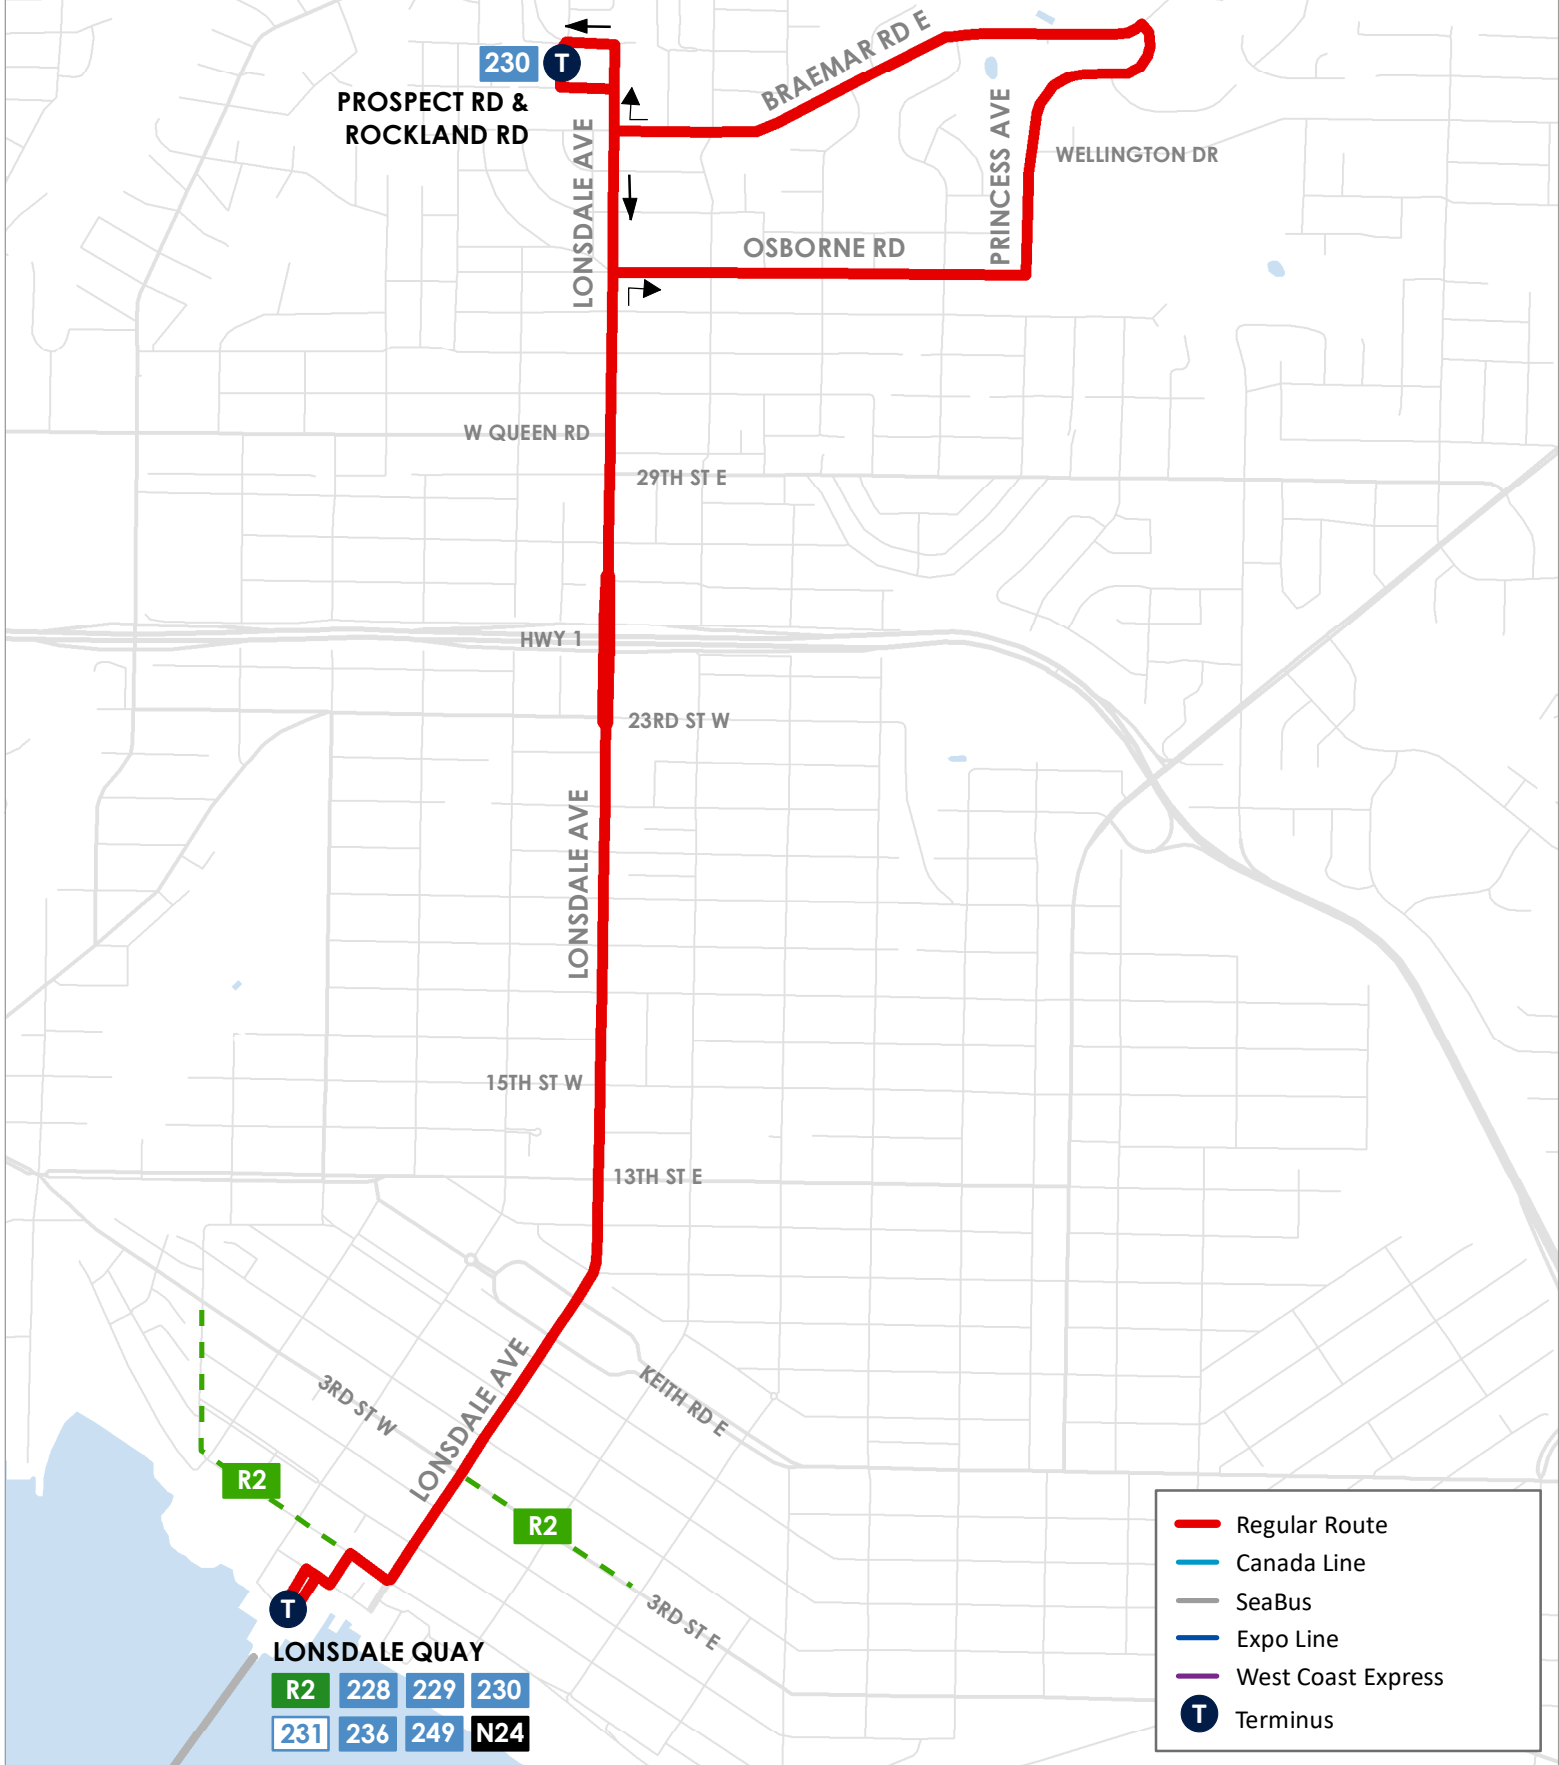 230
T
PROSPECT RD &
ROCKLAND RD
BRAEMAR RD E
LONSDALE AVE
PRINCESS AVE
WELLINGTON DR
OSBORNE RD
W QUEEN RD
29TH ST E
HWY 1
23RD ST W
LONSDALE AVE
15TH ST W
13TH ST E
LONSDALE AVE
3RD ST W
KEITH RD E
R2
R2
3RD ST E
T
LONSDALE QUAY
R2 228 229 230
231 236 249 N24
Regular Route
Canada Line
SeaBus
Expo Line
West Coast Express
T Terminus